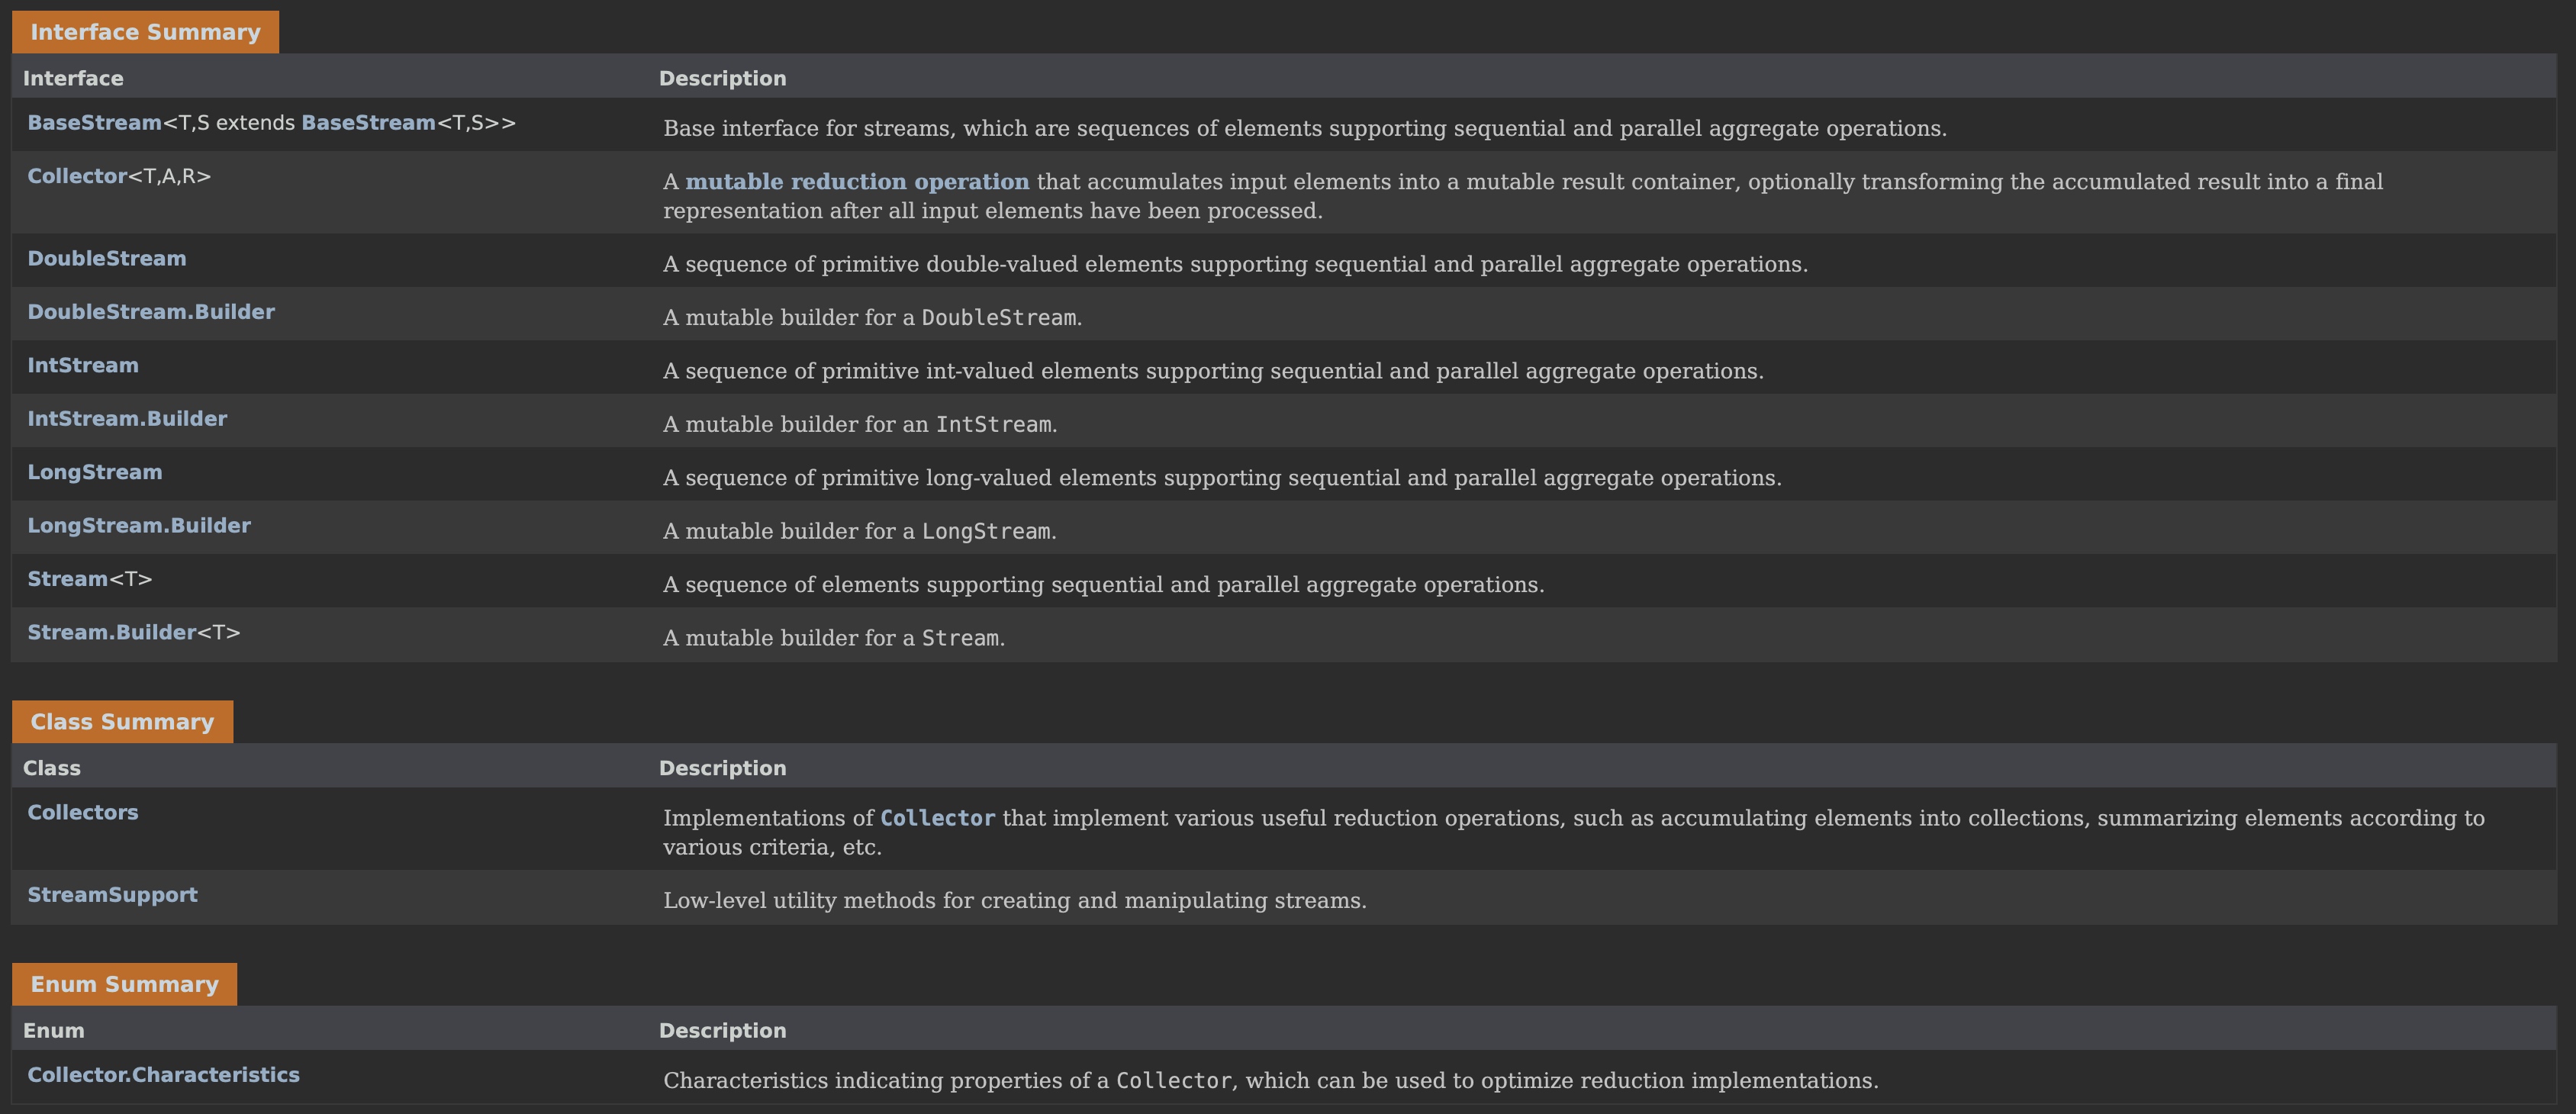 Interface Summary
Interface Description
BaseStream<T,S extends BaseStream<T,S>> Base interface for streams, which are sequences of elements supporting sequential and parallel aggregate operations.
Collector<T,A,R> A mutable reduction operation that accumulates input elements into a mutable result container, optionally transforming the accumulated result into a final
representation after all input elements have been processed.
DoubleStream A sequence of primitive double-valued elements supporting sequential and parallel aggregate operations.
DoubleStream.Builder A mutable builder for a DoubleStream.
IntStream A sequence of primitive int-valued elements supporting sequential and parallel aggregate operations.
IntStream.Builder A mutable builder for an IntStream.
LongStream A sequence of primitive long-valued elements supporting sequential and parallel aggregate operations.
LongStream.Builder A mutable builder for a LongStream.
Stream<T> A sequence of elements supporting sequential and parallel aggregate operations.
Stream.Builder<T> A mutable builder for a Stream.
Class Summary
Class Description
Collectors Implementations of Collector that implement various useful reduction operations, such as accumulating elements into collections, summarizing elements according to
various criteria, etc.
StreamSupport Low-level utility methods for creating and manipulating streams.
Enum Summary
Enum Description
Collector.Characteristics Characteristics indicating properties of a Collector, which can be used to optimize reduction implementations.